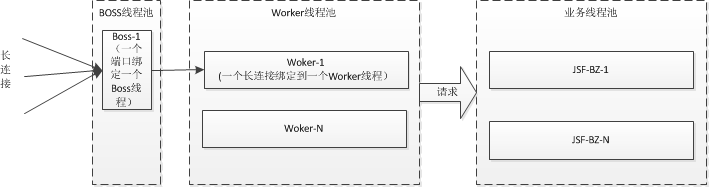 BOSS线程池
Worker线程池
业务线程池
长
连
接
Boss-1
（一个
端口绑
定一个
Boss线
程）
Woker-1
(一个长连接绑定到一个Worker线程）
Woker-N
请求
JSF-BZ-1
JSF-BZ-N